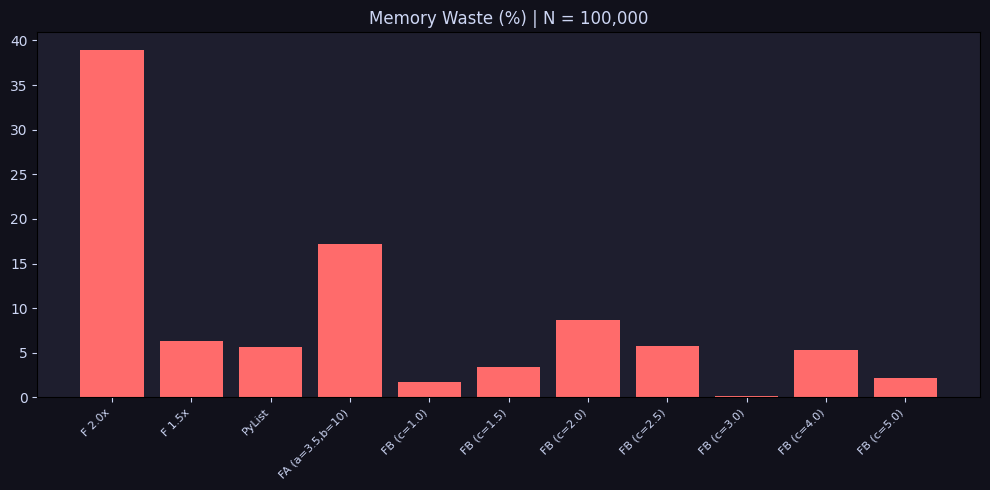 Memory Waste (%) | N = 100,000
40
35
30
25
20
15
10
5
0
F 2.0x
F 1.5x
PyList
FA (a=3.5,b=10)
FB (c=1.0)
FB (c=1.5)
FB (c=2.0)
FB (c=2.5)
FB (c=3.0)
FB (c=4.0)
FB (c=5.0)